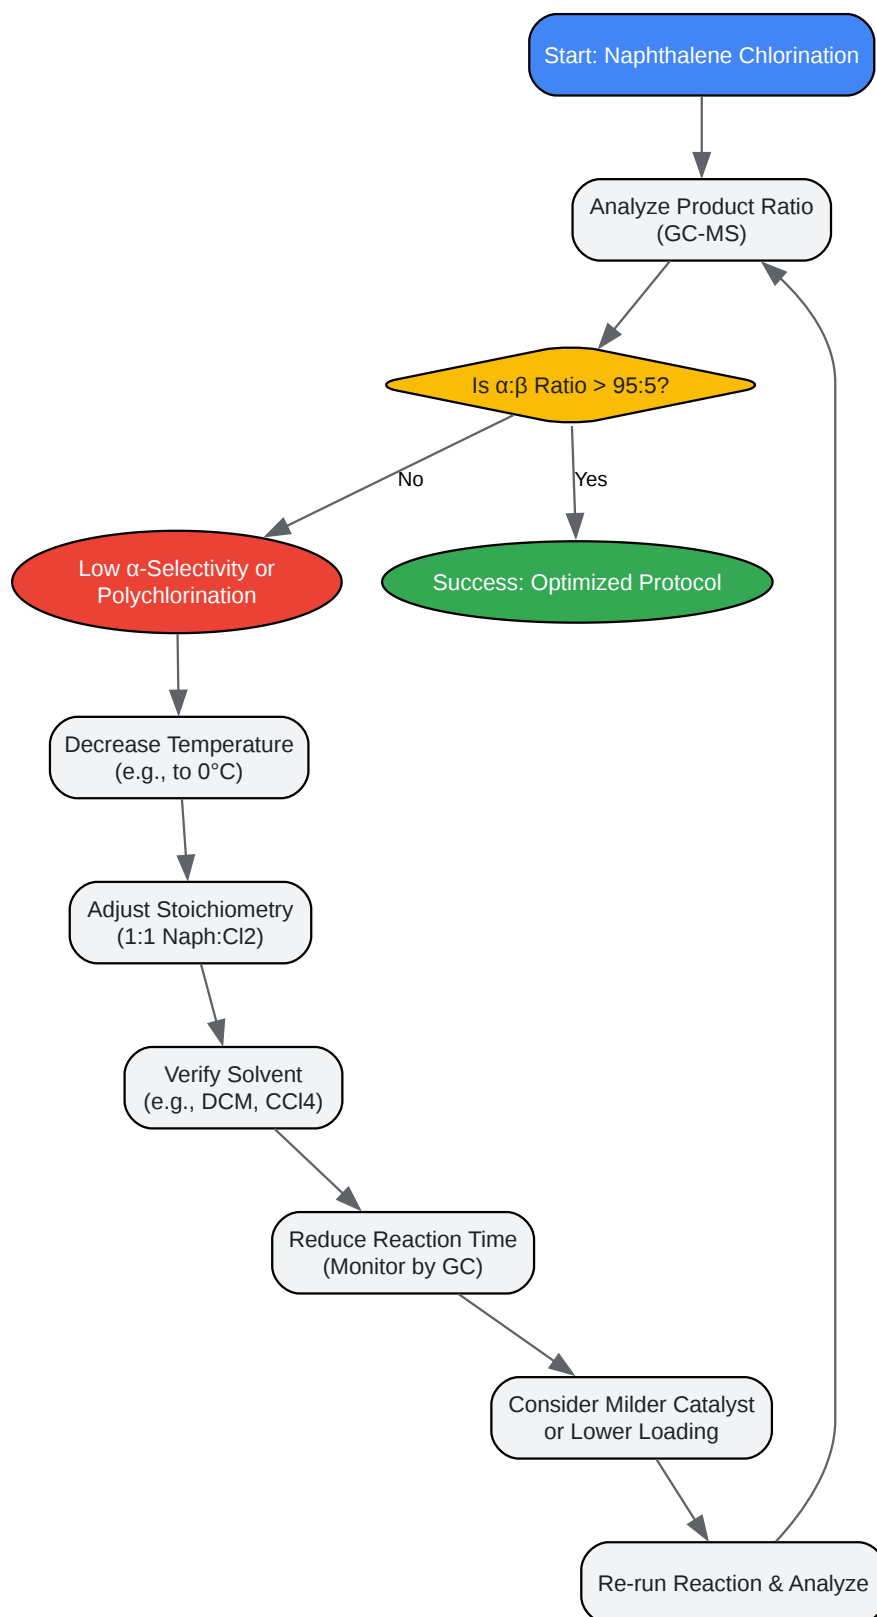 Start: Naphthalene Chlorination
Analyze Product Ratio
(GC-MS)
Is α:β Ratio > 95:5?
No
Yes
Low α-Selectivity or
Polychlorination
Success: Optimized Protocol
Decrease Temperature
(e.g., to 0°C)
Adjust Stoichiometry
(1:1 Naph:Cl2)
Verify Solvent
(e.g., DCM, CCl4)
Reduce Reaction Time
(Monitor by GC)
Consider Milder Catalyst
or Lower Loading
Re-run Reaction & Analyze